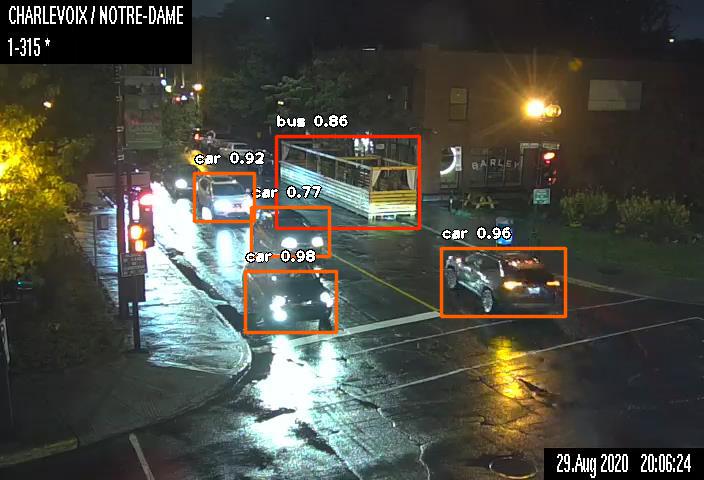 CHARLEVOIX / NOTRE-DAME
1-315 *
bus 0.86
car 0.92
car 0.77
BARLEY
car 0.96
car 0.98
29.Aug 2020 20:06:24